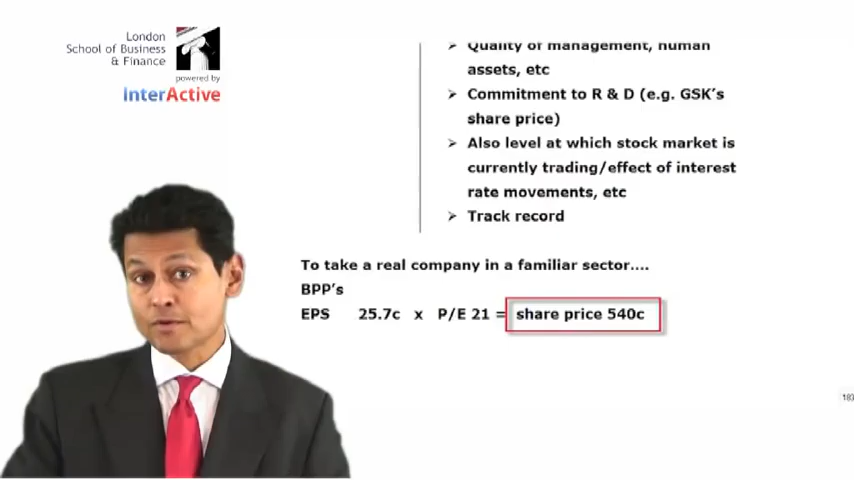 London
School of Business
& Finance
powered by
InterActive
➢ Quality of management, human
assets, etc
➢ Commitment to R & D (e.g. GSK's
share price)
➢ Also level at which stock market is
currently trading/effect of interest
rate movements, etc
➢ Track record
To take a real company in a familiar sector....
BPP's
EPS 25.7c x P/E 21 = share price 540c
183